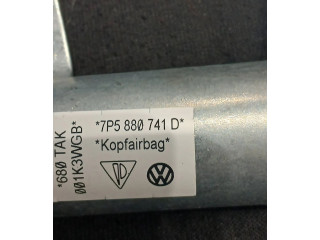 *7P5 880 741 D*
*Kopfairbag*
*680 TAK
001K3WGB*